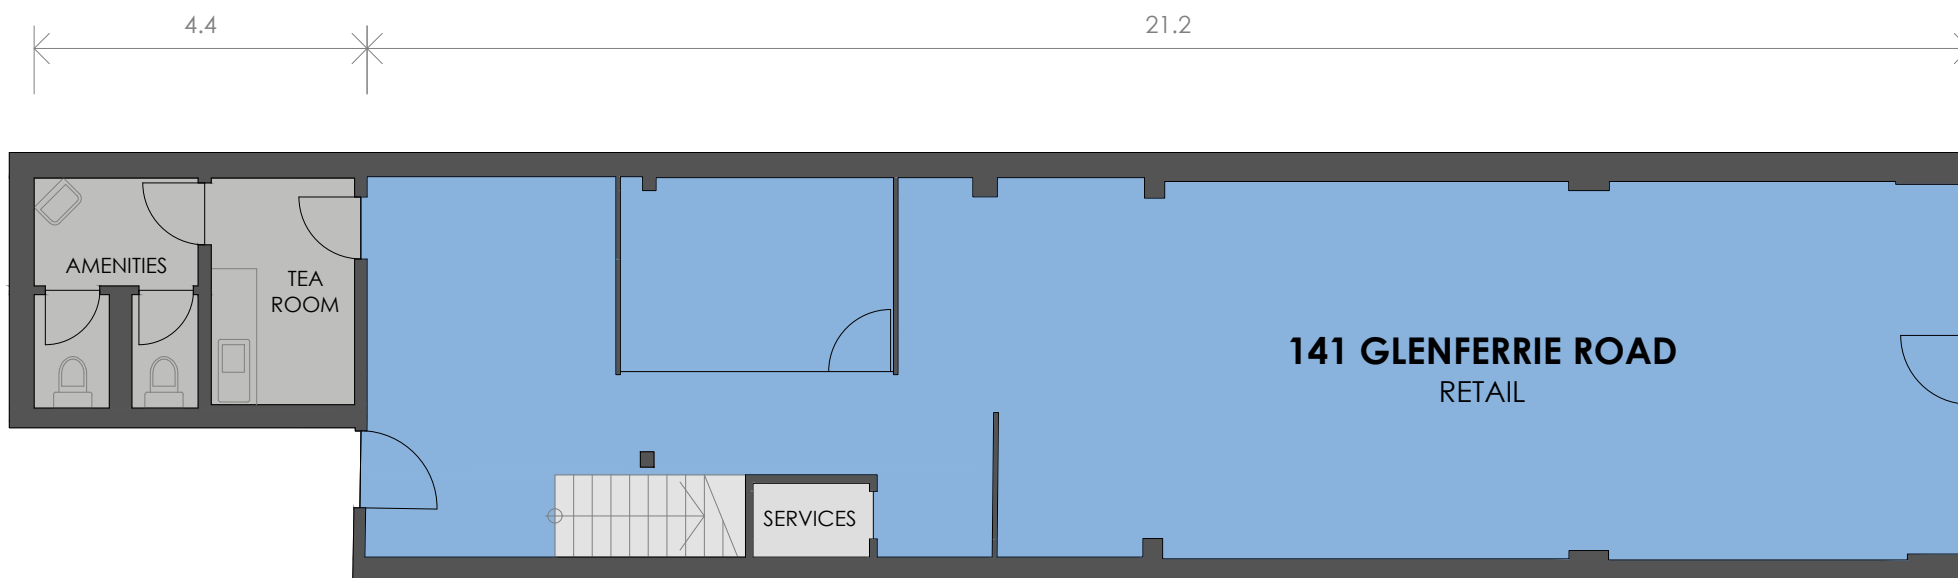 4.4
21.2
AMENITIES
TEA
ROOM
141 GLENFERRIE ROAD
RETAIL
SERVICES